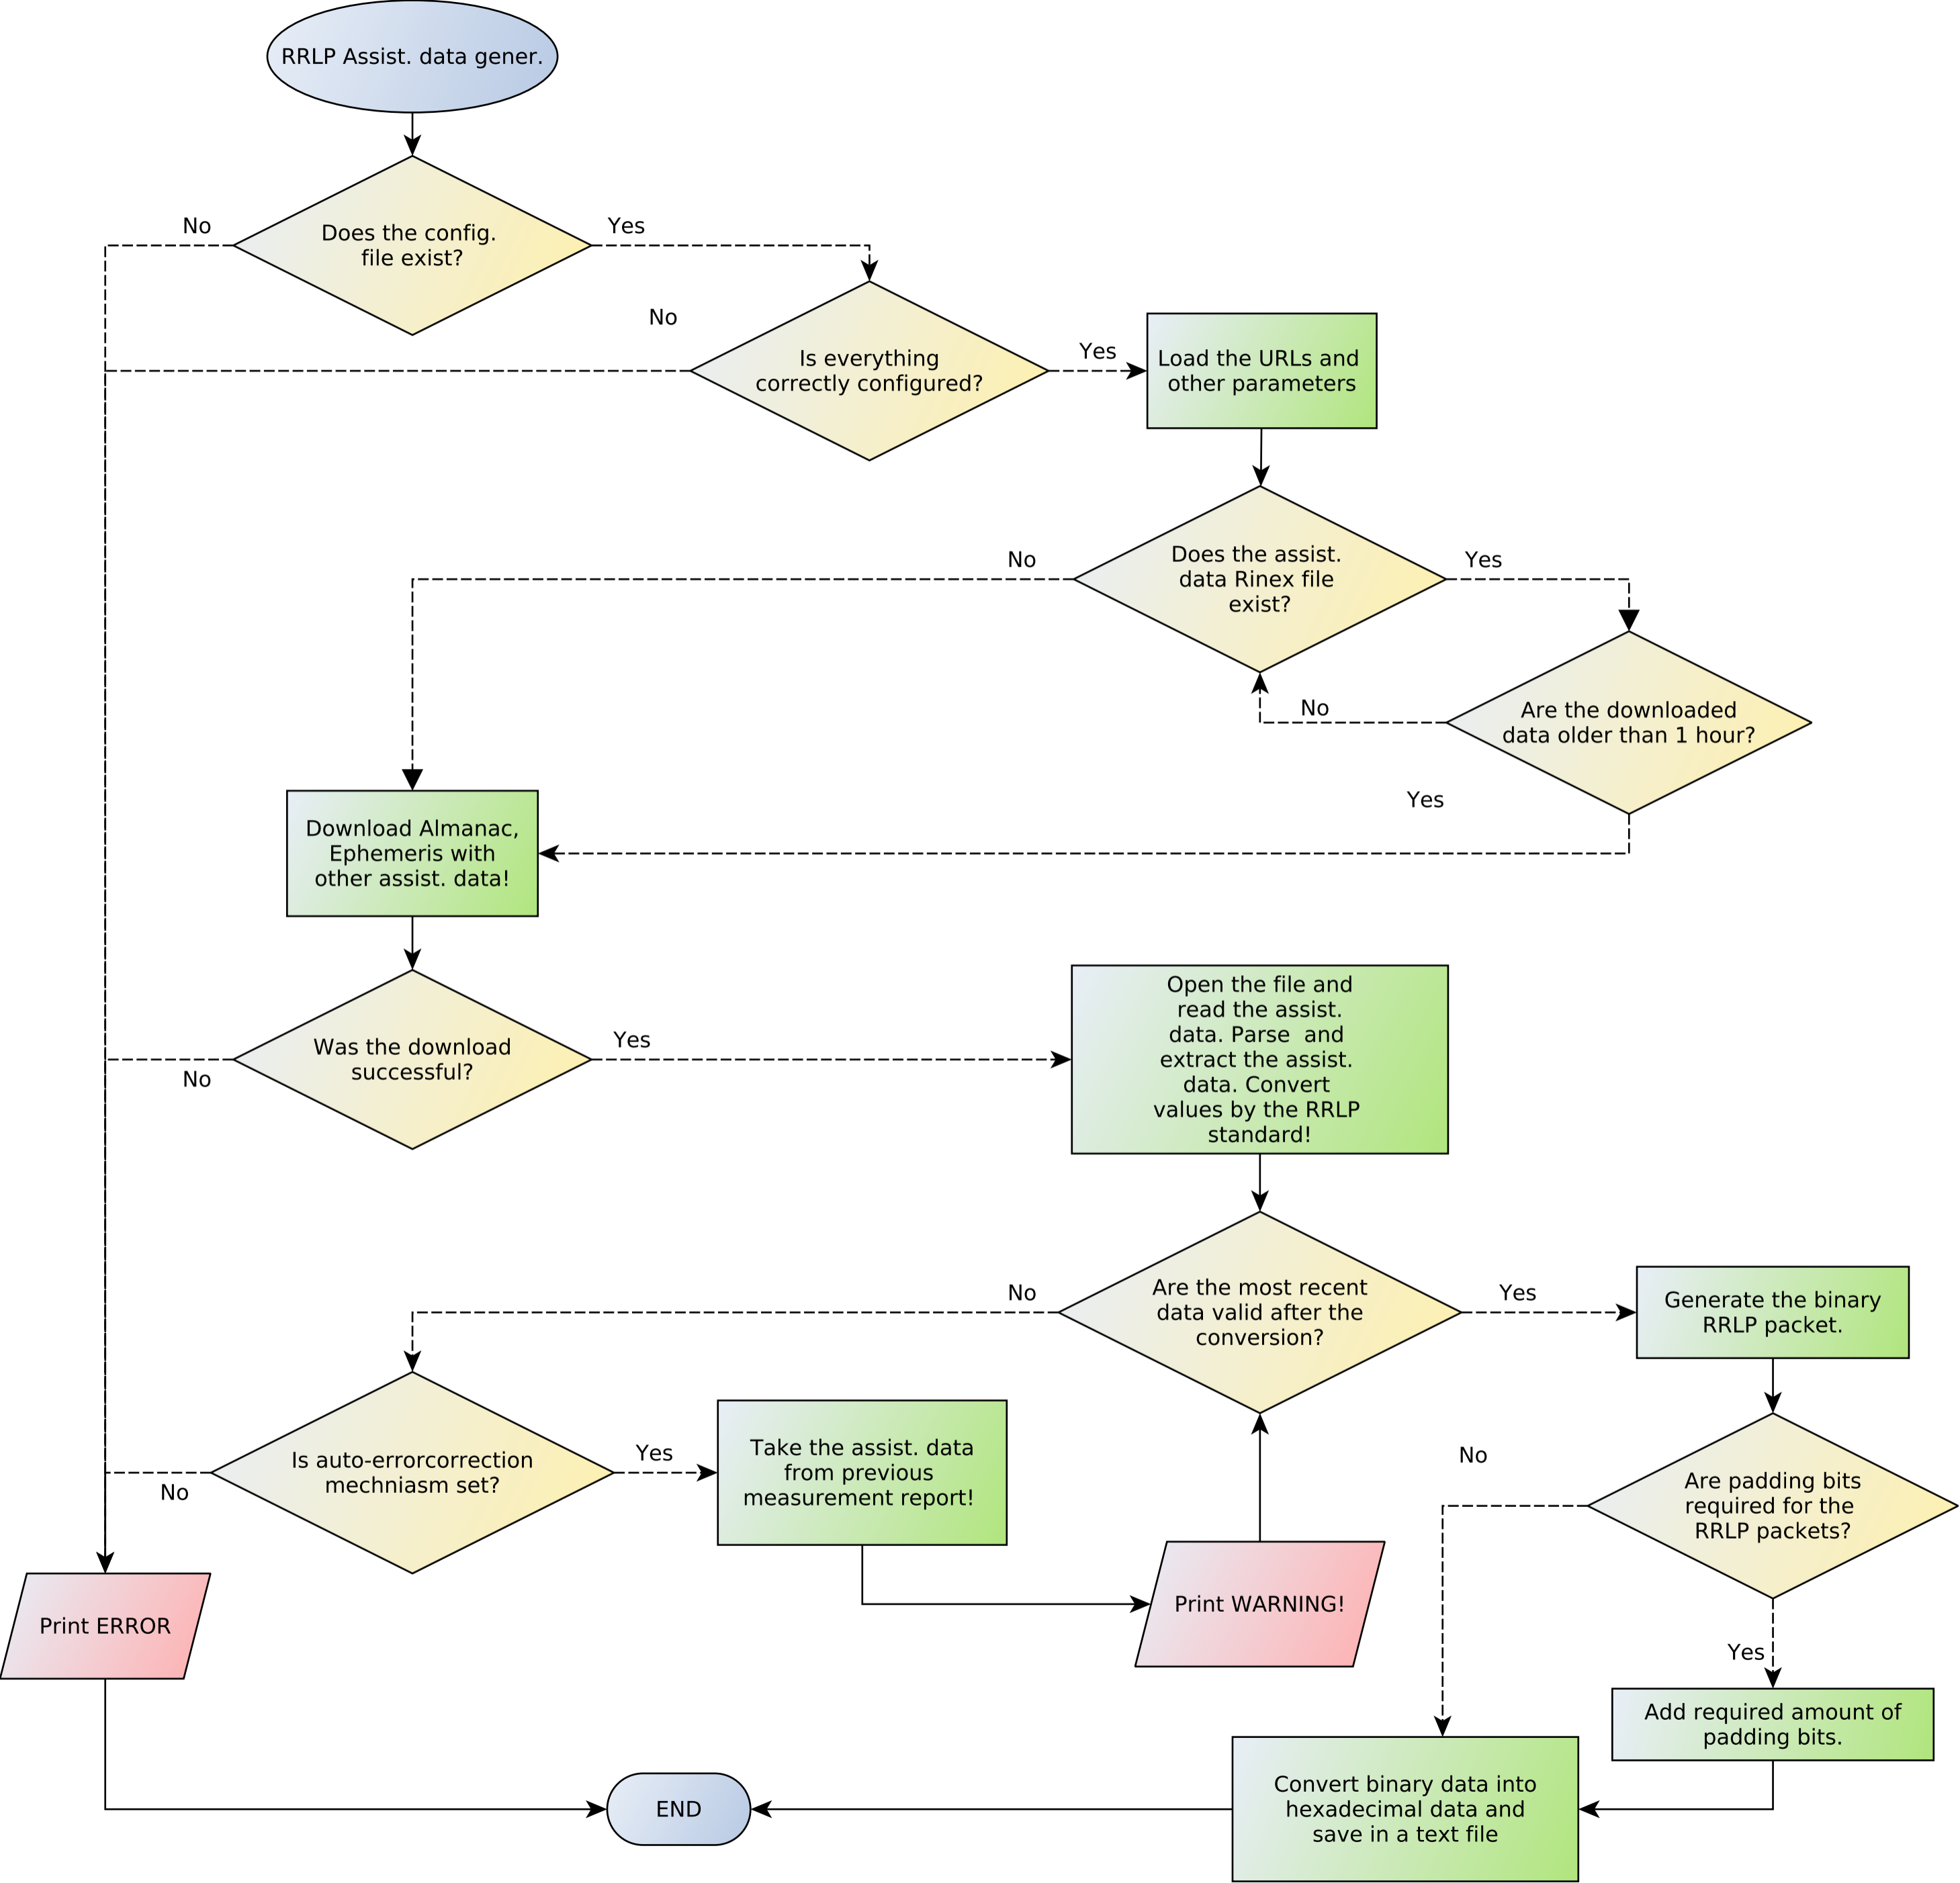 RRLP Assist. data gener.
Does the config.
file exist?
No
Yes
Is everything
correctly configured?
No
Yes
Load the URLs and
other parameters
Does the assist.
data Rinex file
exist?
No
Yes
Are the downloaded
data older than 1 hour?
No
Yes
Download Almanac,
Ephemeris with
other assist. data!
Was the download
successful?
No
Yes
Open the file and
read the assist.
data. Parse  and
extract the assist.
data. Convert
values by the RRLP
standard!
Are the most recent
data valid after the
conversion?
No
Yes
Generate the binary
RRLP packet.
Is auto-errorcorrection
mechniasm set?
No
Yes
Take the assist. data
from previous
measurement report!
Print WARNING!
Are padding bits
required for the
RRLP packets?
No
Yes
Print ERROR
Add required amount of
padding bits.
Convert binary data into
hexadecimal data and
save in a text file
END